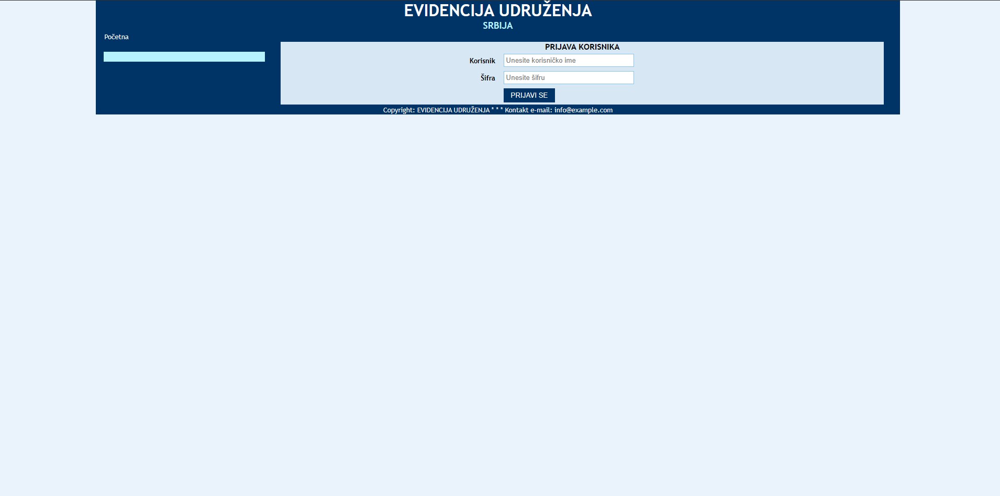 EVIDENCIJA UDRUŽENJA
SRBIJA
Početna
PRIJAVA KORISNIKA
Korisnik Unesite korisničko ime
Šifra Unesite šifru
PRIJAVI SE
Copyright: EVIDENCIJA UDRUŽENJA * * * Kontakt e-mail: info@example.com